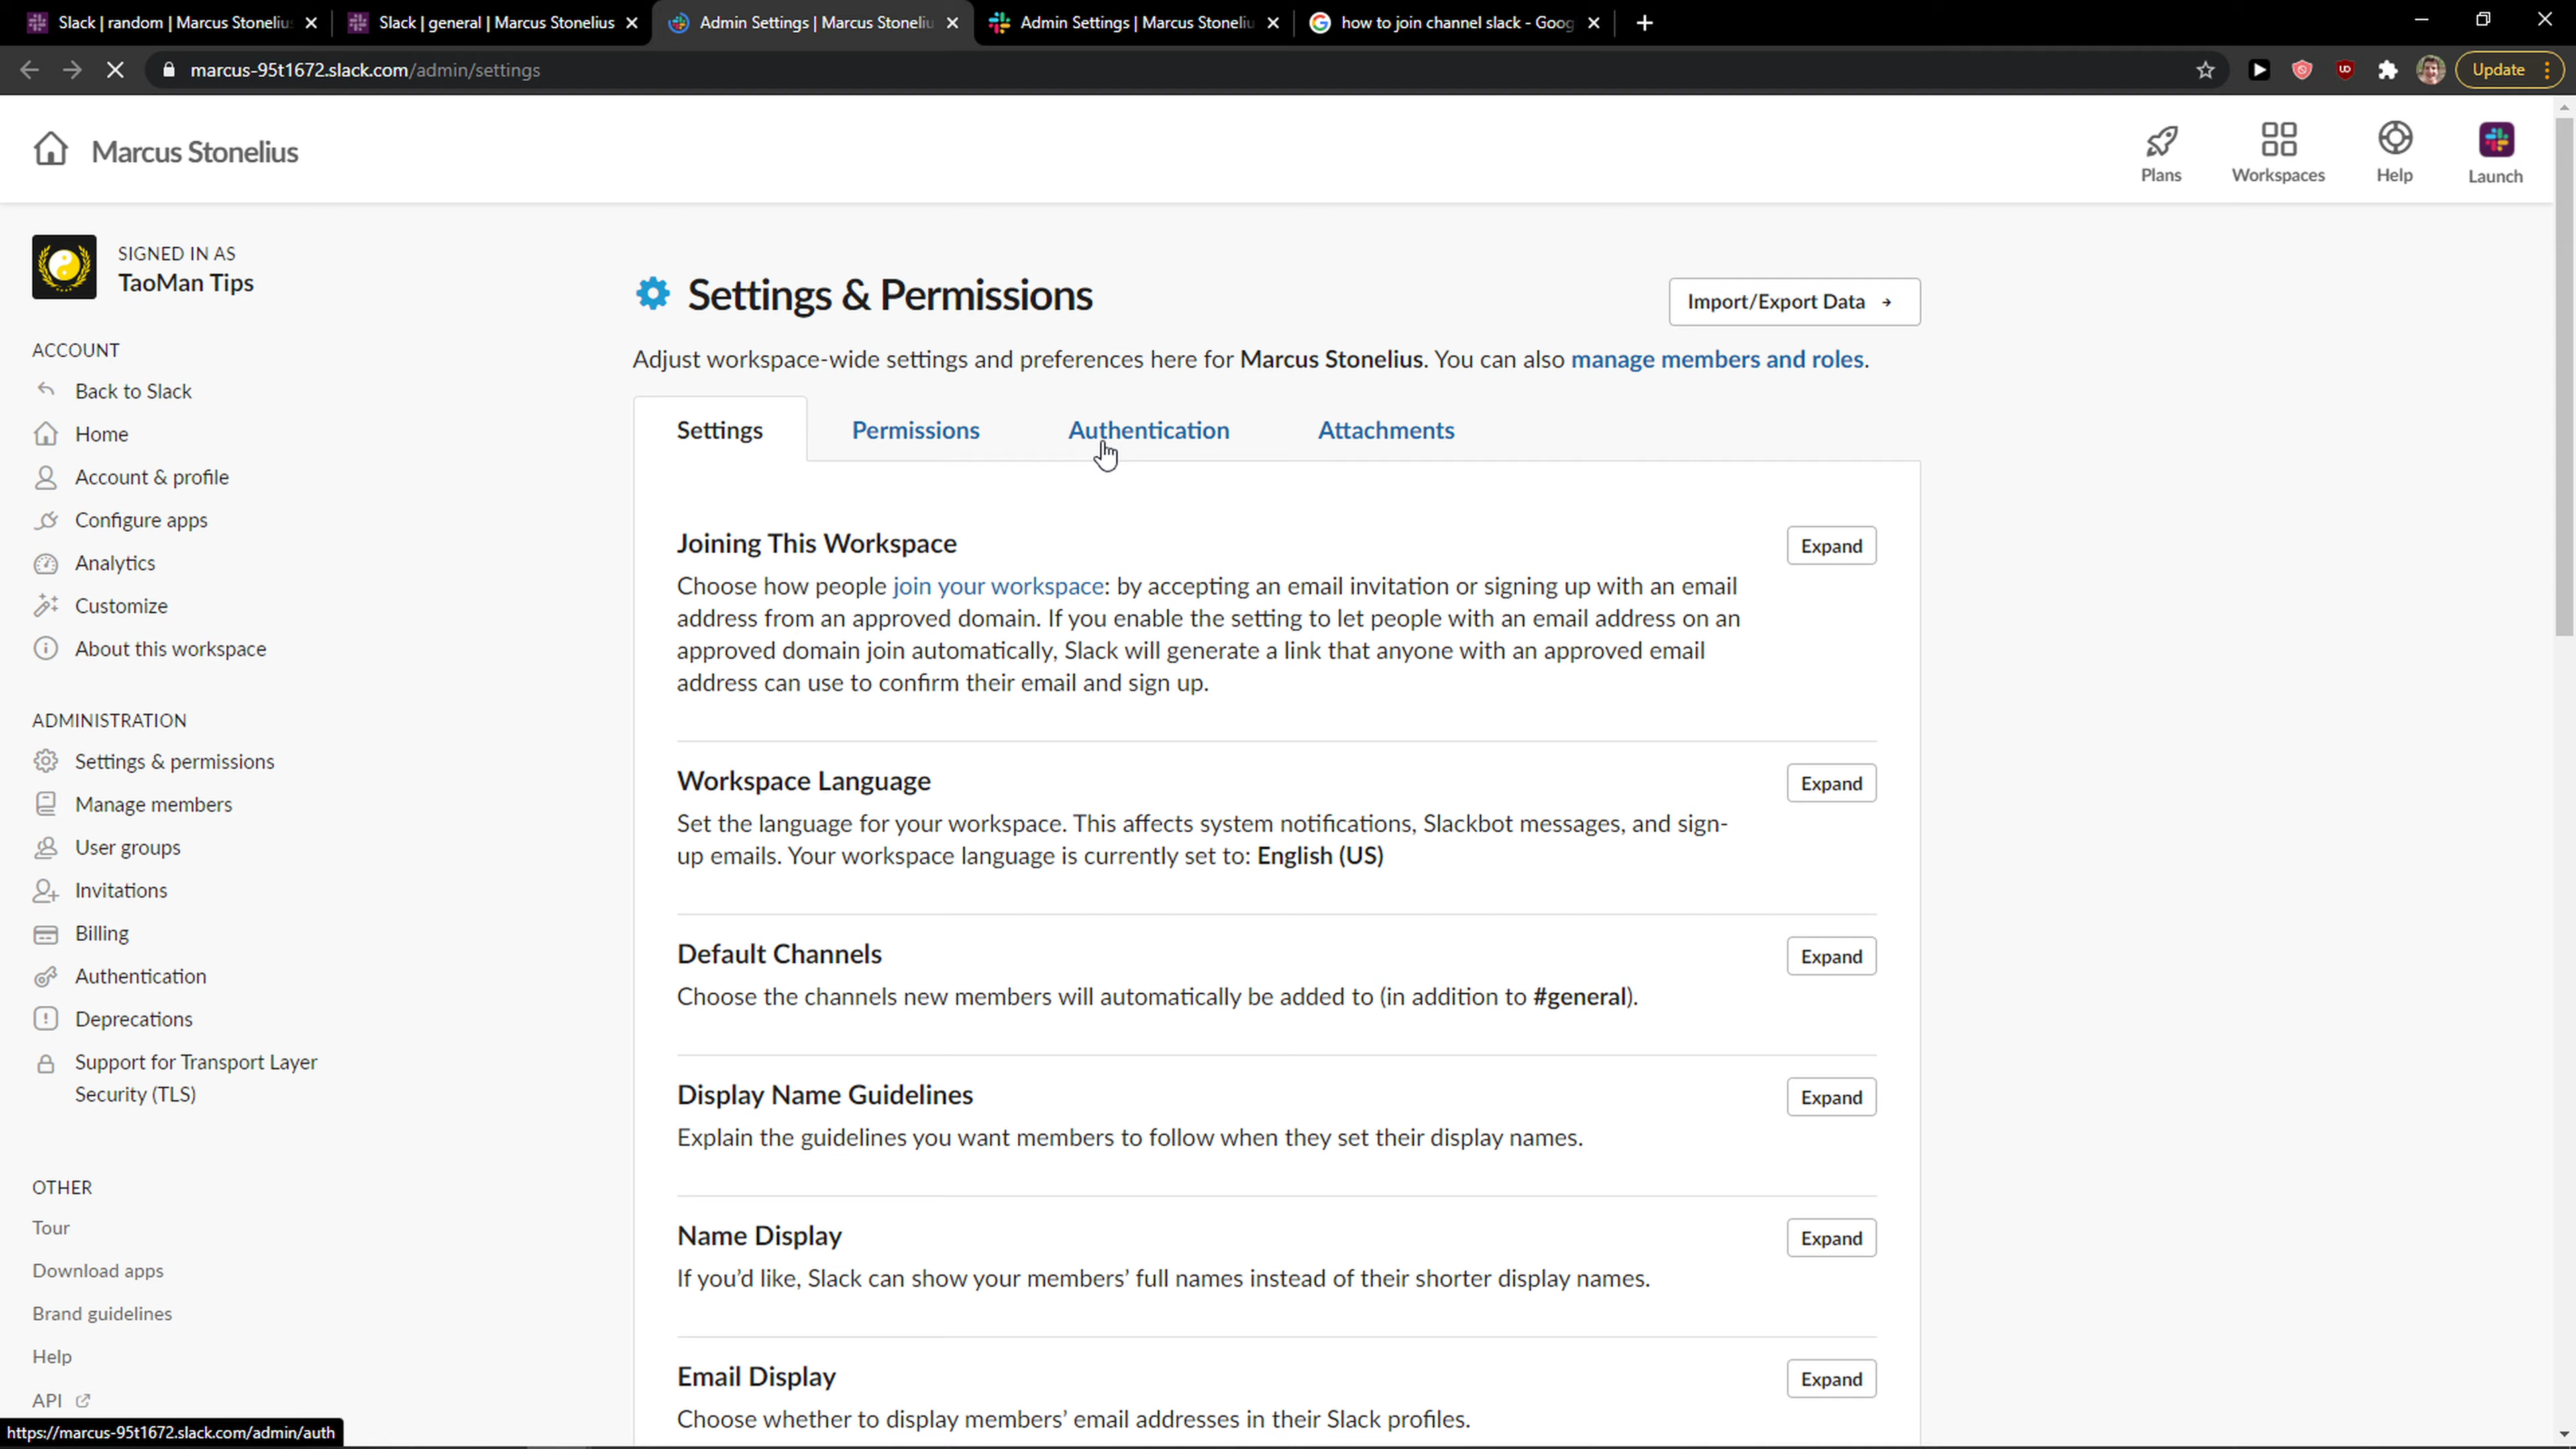 Slack | random | Marcus Stonelius
Slack | general | Marcus Stonelius
Admin Settings | Marcus Stoneliu
Admin Settings | Marcus Stoneliu
how to join channel slack - Goog
marcus-95t1672.slack.com/admin/settings
Update
Marcus Stonelius
Plans
Workspaces
Help
Launch
SIGNED IN AS
TaoMan Tips
ACCOUNT
Back to Slack
Home
Account & profile
Configure apps
Analytics
Customize
About this workspace
ADMINISTRATION
Settings & permissions
Manage members
User groups
Invitations
Billing
Authentication
Deprecations
Support for Transport Layer
Security (TLS)
OTHER
Tour
Download apps
Brand guidelines
Help
API
https://marcus-95t1672.slack.com/admin/auth
Settings & Permissions
Import/Export Data →
Adjust workspace-wide settings and preferences here for Marcus Stonelius. You can also manage members and roles.
Settings
Permissions
Authentication
Attachments
Joining This Workspace
Expand
Choose how people join your workspace: by accepting an email invitation or signing up with an email
address from an approved domain. If you enable the setting to let people with an email address on an
approved domain join automatically, Slack will generate a link that anyone with an approved email
address can use to confirm their email and sign up.
Workspace Language
Expand
Set the language for your workspace. This affects system notifications, Slackbot messages, and sign-
up emails. Your workspace language is currently set to: English (US)
Default Channels
Expand
Choose the channels new members will automatically be added to (in addition to #general).
Display Name Guidelines
Expand
Explain the guidelines you want members to follow when they set their display names.
Name Display
Expand
If you'd like, Slack can show your members' full names instead of their shorter display names.
Email Display
Expand
Choose whether to display members' email addresses in their Slack profiles.